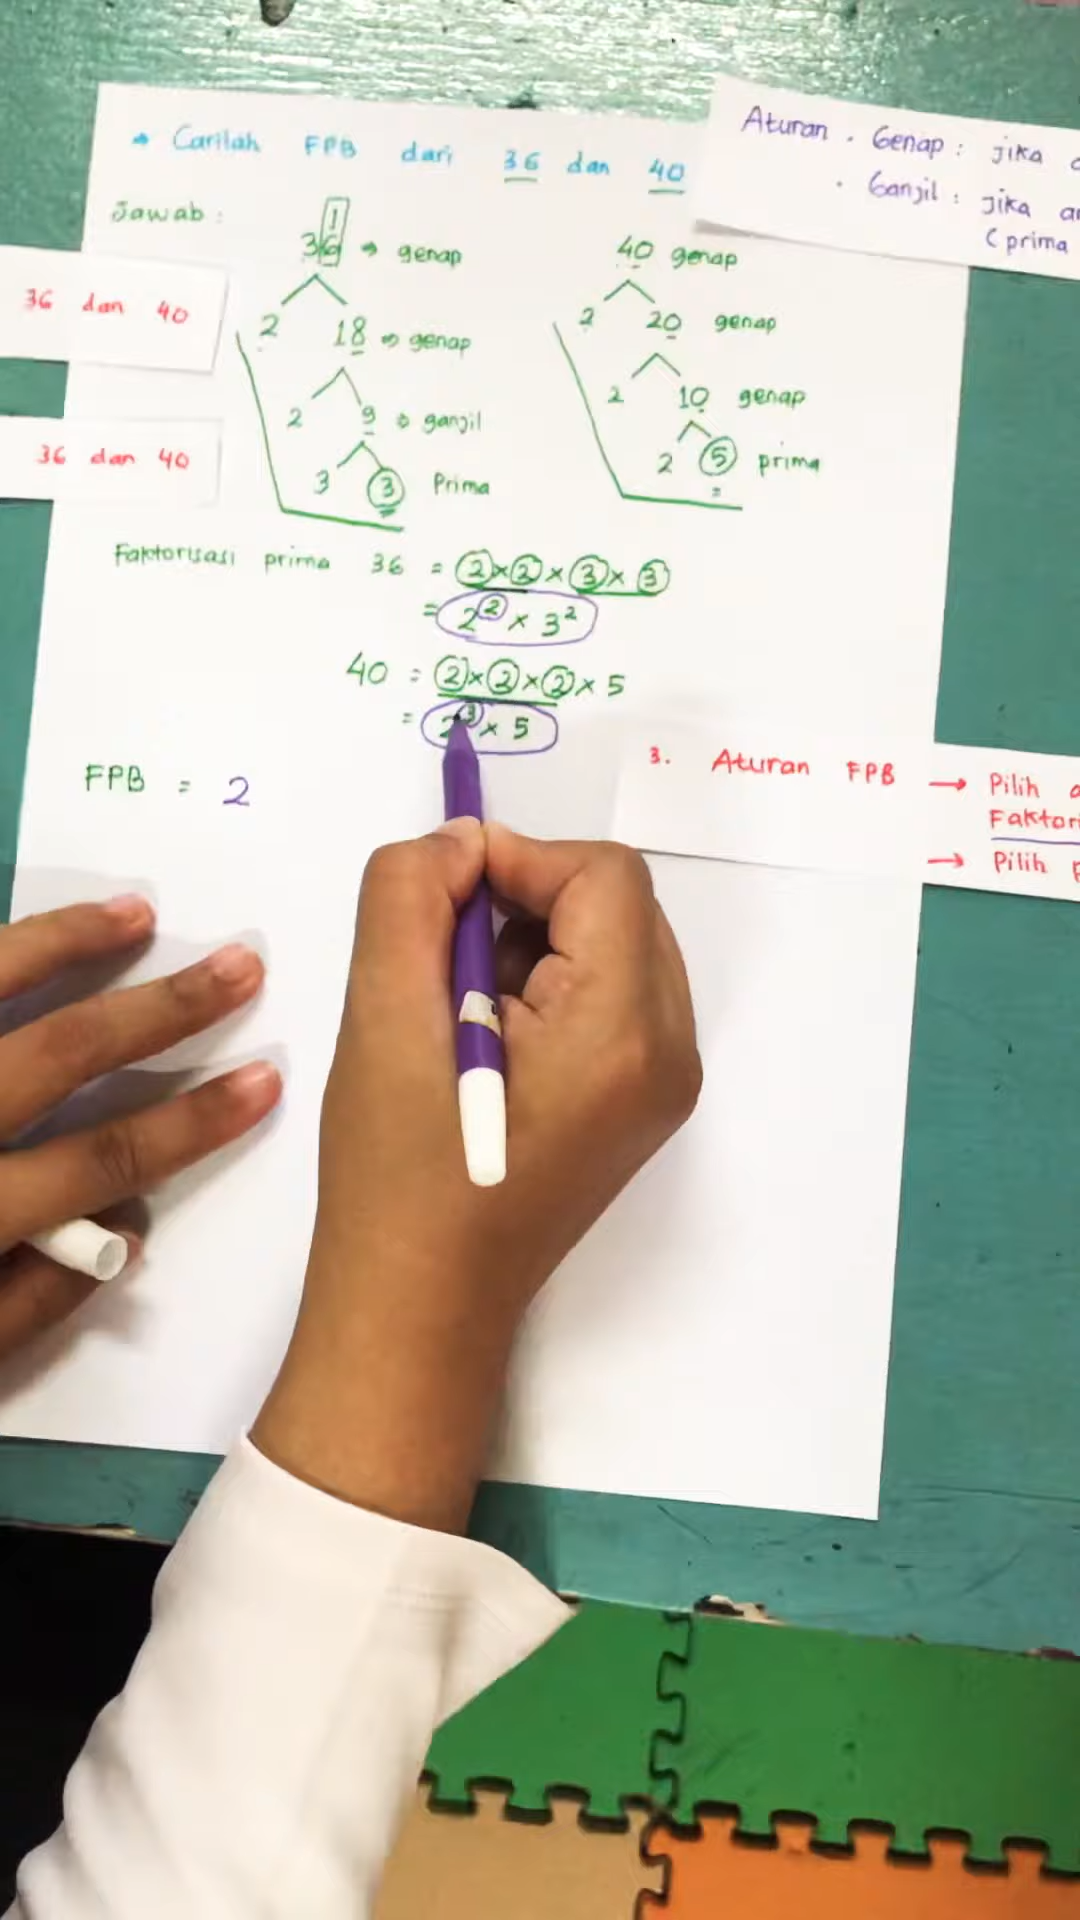 → Carilah FPB dari 36 dan 40
Jawab :
1
36 → genap
2 18 ⇒ genap
2 9 ⇒ ganjil
3 3 Prima
40 genap
2 20 genap
2 10 genap
2 5 prima
Faktorisasi prima 36 = 2 × 2 × 3 × 3
= 2² × 3²
40 = 2 × 2 × 2 × 5
= 2³ × 5
FPB = 2
Aturan . Genap : jika
. Ganjil : jika
(prima
36 dan 40
36 dan 40
3. Aturan FPB → Pilih
Faktori
→ Pilih